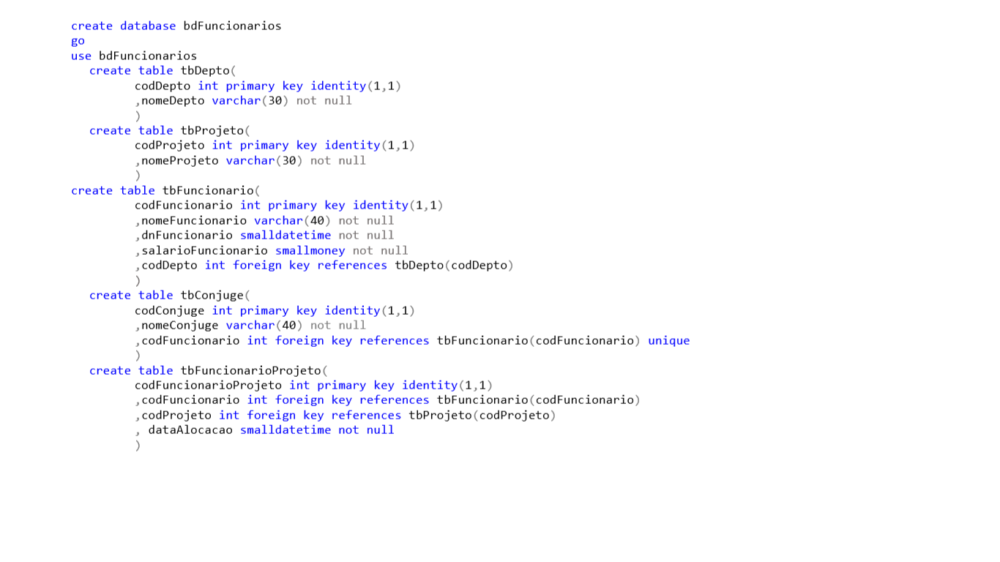 create database bdFuncionarios
go
use bdFuncionarios
create table tbDepto(
codDepto int primary key identity(1,1)
,nomeDepto varchar(30) not null
)
create table tbProjeto(
codProjeto int primary key identity(1,1)
,nomeProjeto varchar(30) not null
)
create table tbFuncionario(
codFuncionario int primary key identity(1,1)
,nomeFuncionario varchar(40) not null
,dnFuncionario smalldatetime not null
,salarioFuncionario smallmoney not null
,codDepto int foreign key references tbDepto(codDepto)
)
create table tbConjuge(
codConjuge int primary key identity(1,1)
,nomeConjuge varchar(40) not null
,codFuncionario int foreign key references tbFuncionario(codFuncionario) unique
)
create table tbFuncionarioProjeto(
codFuncionarioProjeto int primary key identity(1,1)
,codFuncionario int foreign key references tbFuncionario(codFuncionario)
,codProjeto int foreign key references tbProjeto(codProjeto)
, dataAlocacao smalldatetime not null
)